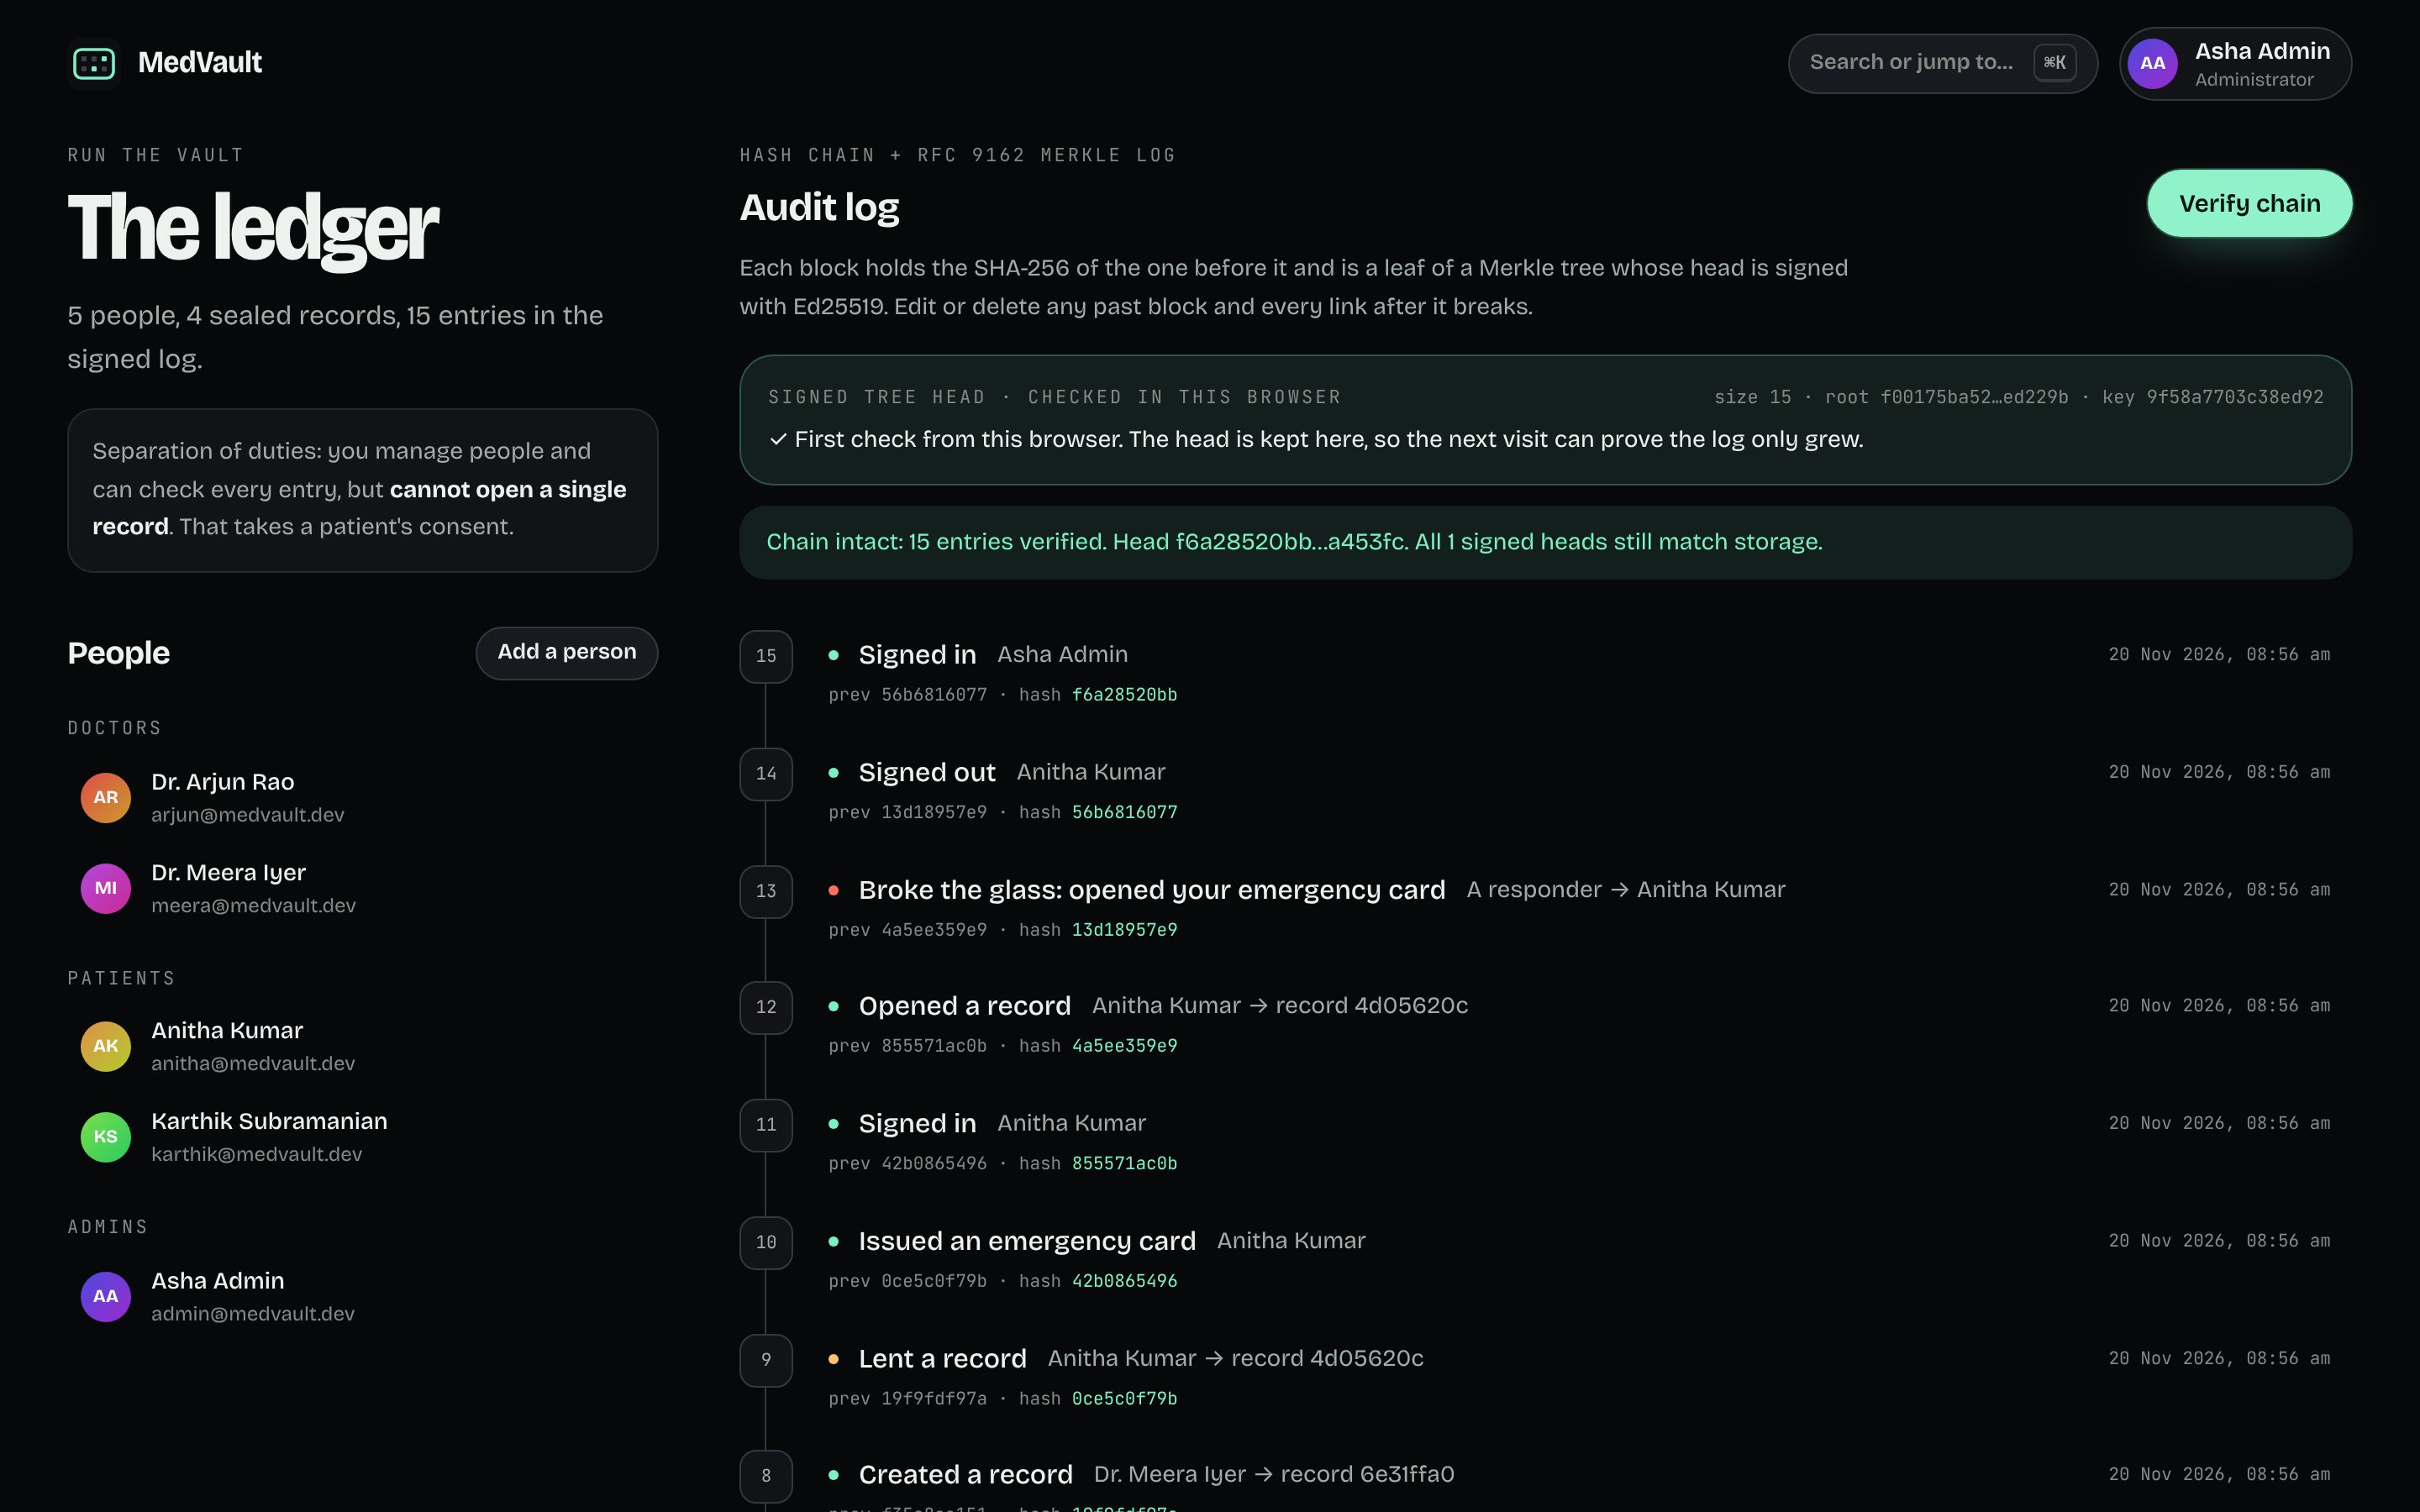 MedVault
Search or jump to... ⌘K
AA
Asha Admin
Administrator
RUN THE VAULT
The ledger
5 people, 4 sealed records, 15 entries in the
signed log.
Separation of duties: you manage people and
can check every entry, but cannot open a single
record. That takes a patient's consent.
People
Add a person
DOCTORS
AR
Dr. Arjun Rao
arjun@medvault.dev
MI
Dr. Meera Iyer
meera@medvault.dev
PATIENTS
AK
Anitha Kumar
anitha@medvault.dev
KS
Karthik Subramanian
karthik@medvault.dev
ADMINS
AA
Asha Admin
admin@medvault.dev
HASH CHAIN + RFC 9162 MERKLE LOG
Audit log
Verify chain
Each block holds the SHA-256 of the one before it and is a leaf of a Merkle tree whose head is signed
with Ed25519. Edit or delete any past block and every link after it breaks.
SIGNED TREE HEAD · CHECKED IN THIS BROWSER size 15 · root f00175ba52…ed229b · key 9f58a7703c38ed92
✓ First check from this browser. The head is kept here, so the next visit can prove the log only grew.
Chain intact: 15 entries verified. Head f6a28520bb…a453fc. All 1 signed heads still match storage.
15 Signed in Asha Admin 20 Nov 2026, 08:56 am
prev 56b6816077 · hash f6a28520bb
14 Signed out Anitha Kumar 20 Nov 2026, 08:56 am
prev 13d18957e9 · hash 56b6816077
13 Broke the glass: opened your emergency card A responder → Anitha Kumar 20 Nov 2026, 08:56 am
prev 4a5ee359e9 · hash 13d18957e9
12 Opened a record Anitha Kumar → record 4d05620c 20 Nov 2026, 08:56 am
prev 855571ac0b · hash 4a5ee359e9
11 Signed in Anitha Kumar 20 Nov 2026, 08:56 am
prev 42b0865496 · hash 855571ac0b
10 Issued an emergency card Anitha Kumar 20 Nov 2026, 08:56 am
prev 0ce5c0f79b · hash 42b0865496
9 Lent a record Anitha Kumar → record 4d05620c 20 Nov 2026, 08:56 am
prev 19f9fdf97a · hash 0ce5c0f79b
8 Created a record Dr. Meera Iyer → record 6e31ffa0 20 Nov 2026, 08:56 am